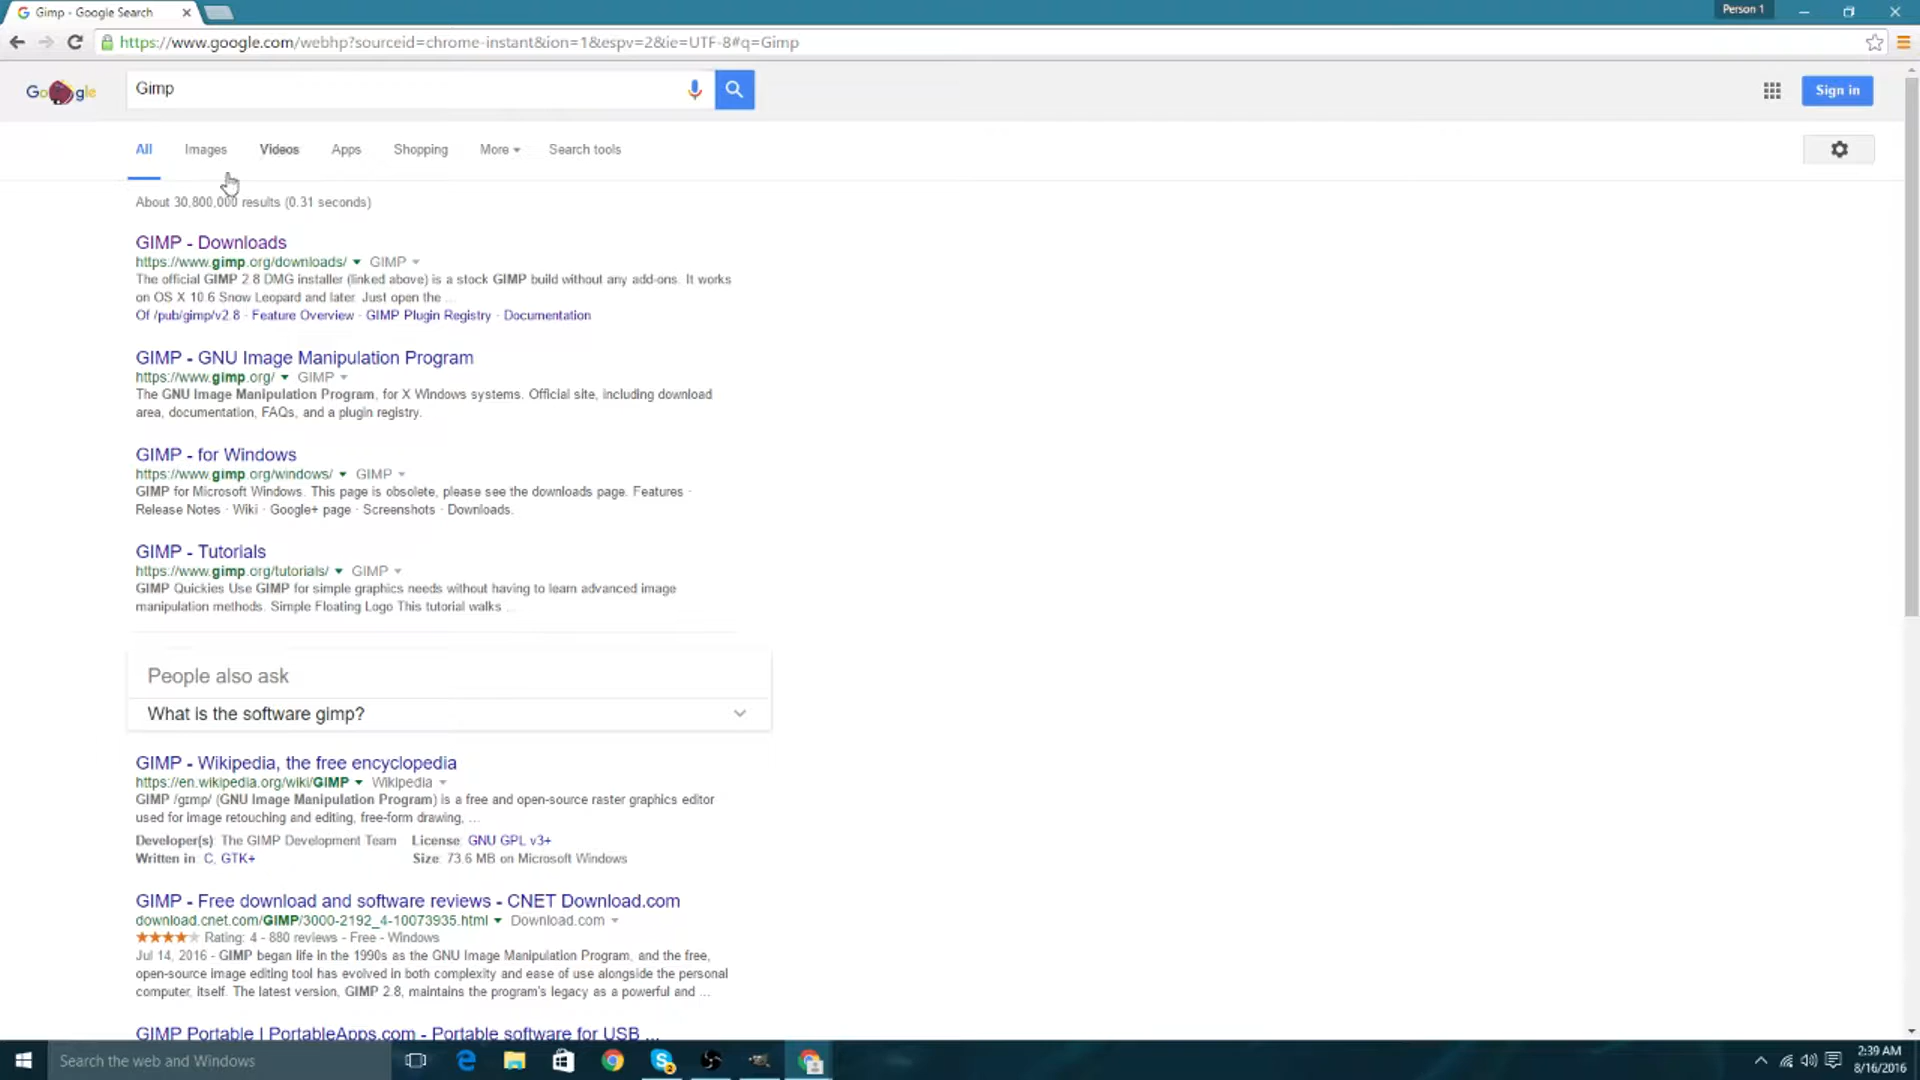 Gimp - Google Search
Person 1
https://www.google.com/webhp?sourceid=chrome-instant&ion=1&espv=2&ie=UTF-8#q=Gimp
Go gle
Gimp
Sign in
All Images Videos Apps Shopping More Search tools
About 30,800,000 results (0.31 seconds)
GIMP - Downloads
https://www.gimp.org/downloads/ GIMP
The official GIMP 2.8 DMG installer (linked above) is a stock GIMP build without any add-ons. It works
on OS X 10.6 Snow Leopard and later. Just open the ...
Of /pub/gimp/v2.8 · Feature Overview · GIMP Plugin Registry · Documentation
GIMP - GNU Image Manipulation Program
https://www.gimp.org/ GIMP
The GNU Image Manipulation Program, for X Windows systems. Official site, including download
area, documentation, FAQs, and a plugin registry.
GIMP - for Windows
https://www.gimp.org/windows/ GIMP
GIMP for Microsoft Windows. This page is obsolete, please see the downloads page. Features ·
Release Notes · Wiki · Google+ page · Screenshots · Downloads.
GIMP - Tutorials
https://www.gimp.org/tutorials/ GIMP
GIMP Quickies Use GIMP for simple graphics needs without having to learn advanced image
manipulation methods. Simple Floating Logo This tutorial walks ...
People also ask
What is the software gimp?
GIMP - Wikipedia, the free encyclopedia
https://en.wikipedia.org/wiki/GIMP Wikipedia
GIMP /ɡɪmp/ (GNU Image Manipulation Program) is a free and open-source raster graphics editor
used for image retouching and editing, free-form drawing, ...
Developer(s): The GIMP Development Team License: GNU GPL v3+
Written in: C, GTK+ Size: 73.6 MB on Microsoft Windows
GIMP - Free download and software reviews - CNET Download.com
download.cnet.com/GIMP/3000-2192_4-10073935.html Download.com
Rating: 4 - 880 reviews - Free - Windows
Jul 14, 2016 - GIMP began life in the 1990s as the GNU Image Manipulation Program, and the free,
open-source image editing tool has evolved in both complexity and ease of use alongside the personal
computer, itself. The latest version, GIMP 2.8, maintains the program's legacy as a powerful and ...
GIMP Portable | PortableApps.com - Portable software for USB ...
Search the web and Windows
2:39 AM
8/16/2016